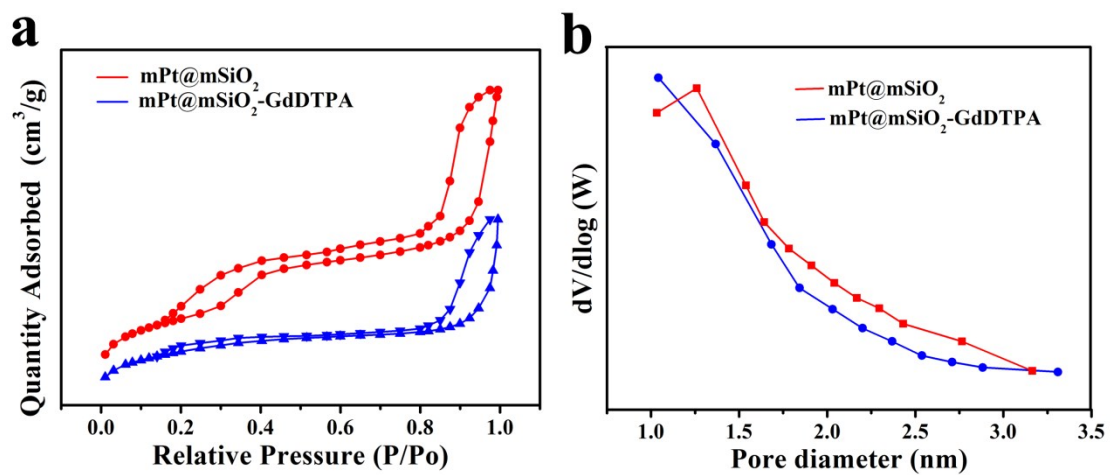 a
Quantity Adsorbed (cm³/g)
mPt@mSiO₂
mPt@mSiO₂-GdDTPA
0.0 0.2 0.4 0.6 0.8 1.0
Relative Pressure (P/Po)
b
dV/dlog (W)
mPt@mSiO₂
mPt@mSiO₂-GdDTPA
1.0 1.5 2.0 2.5 3.0 3.5
Pore diameter (nm)